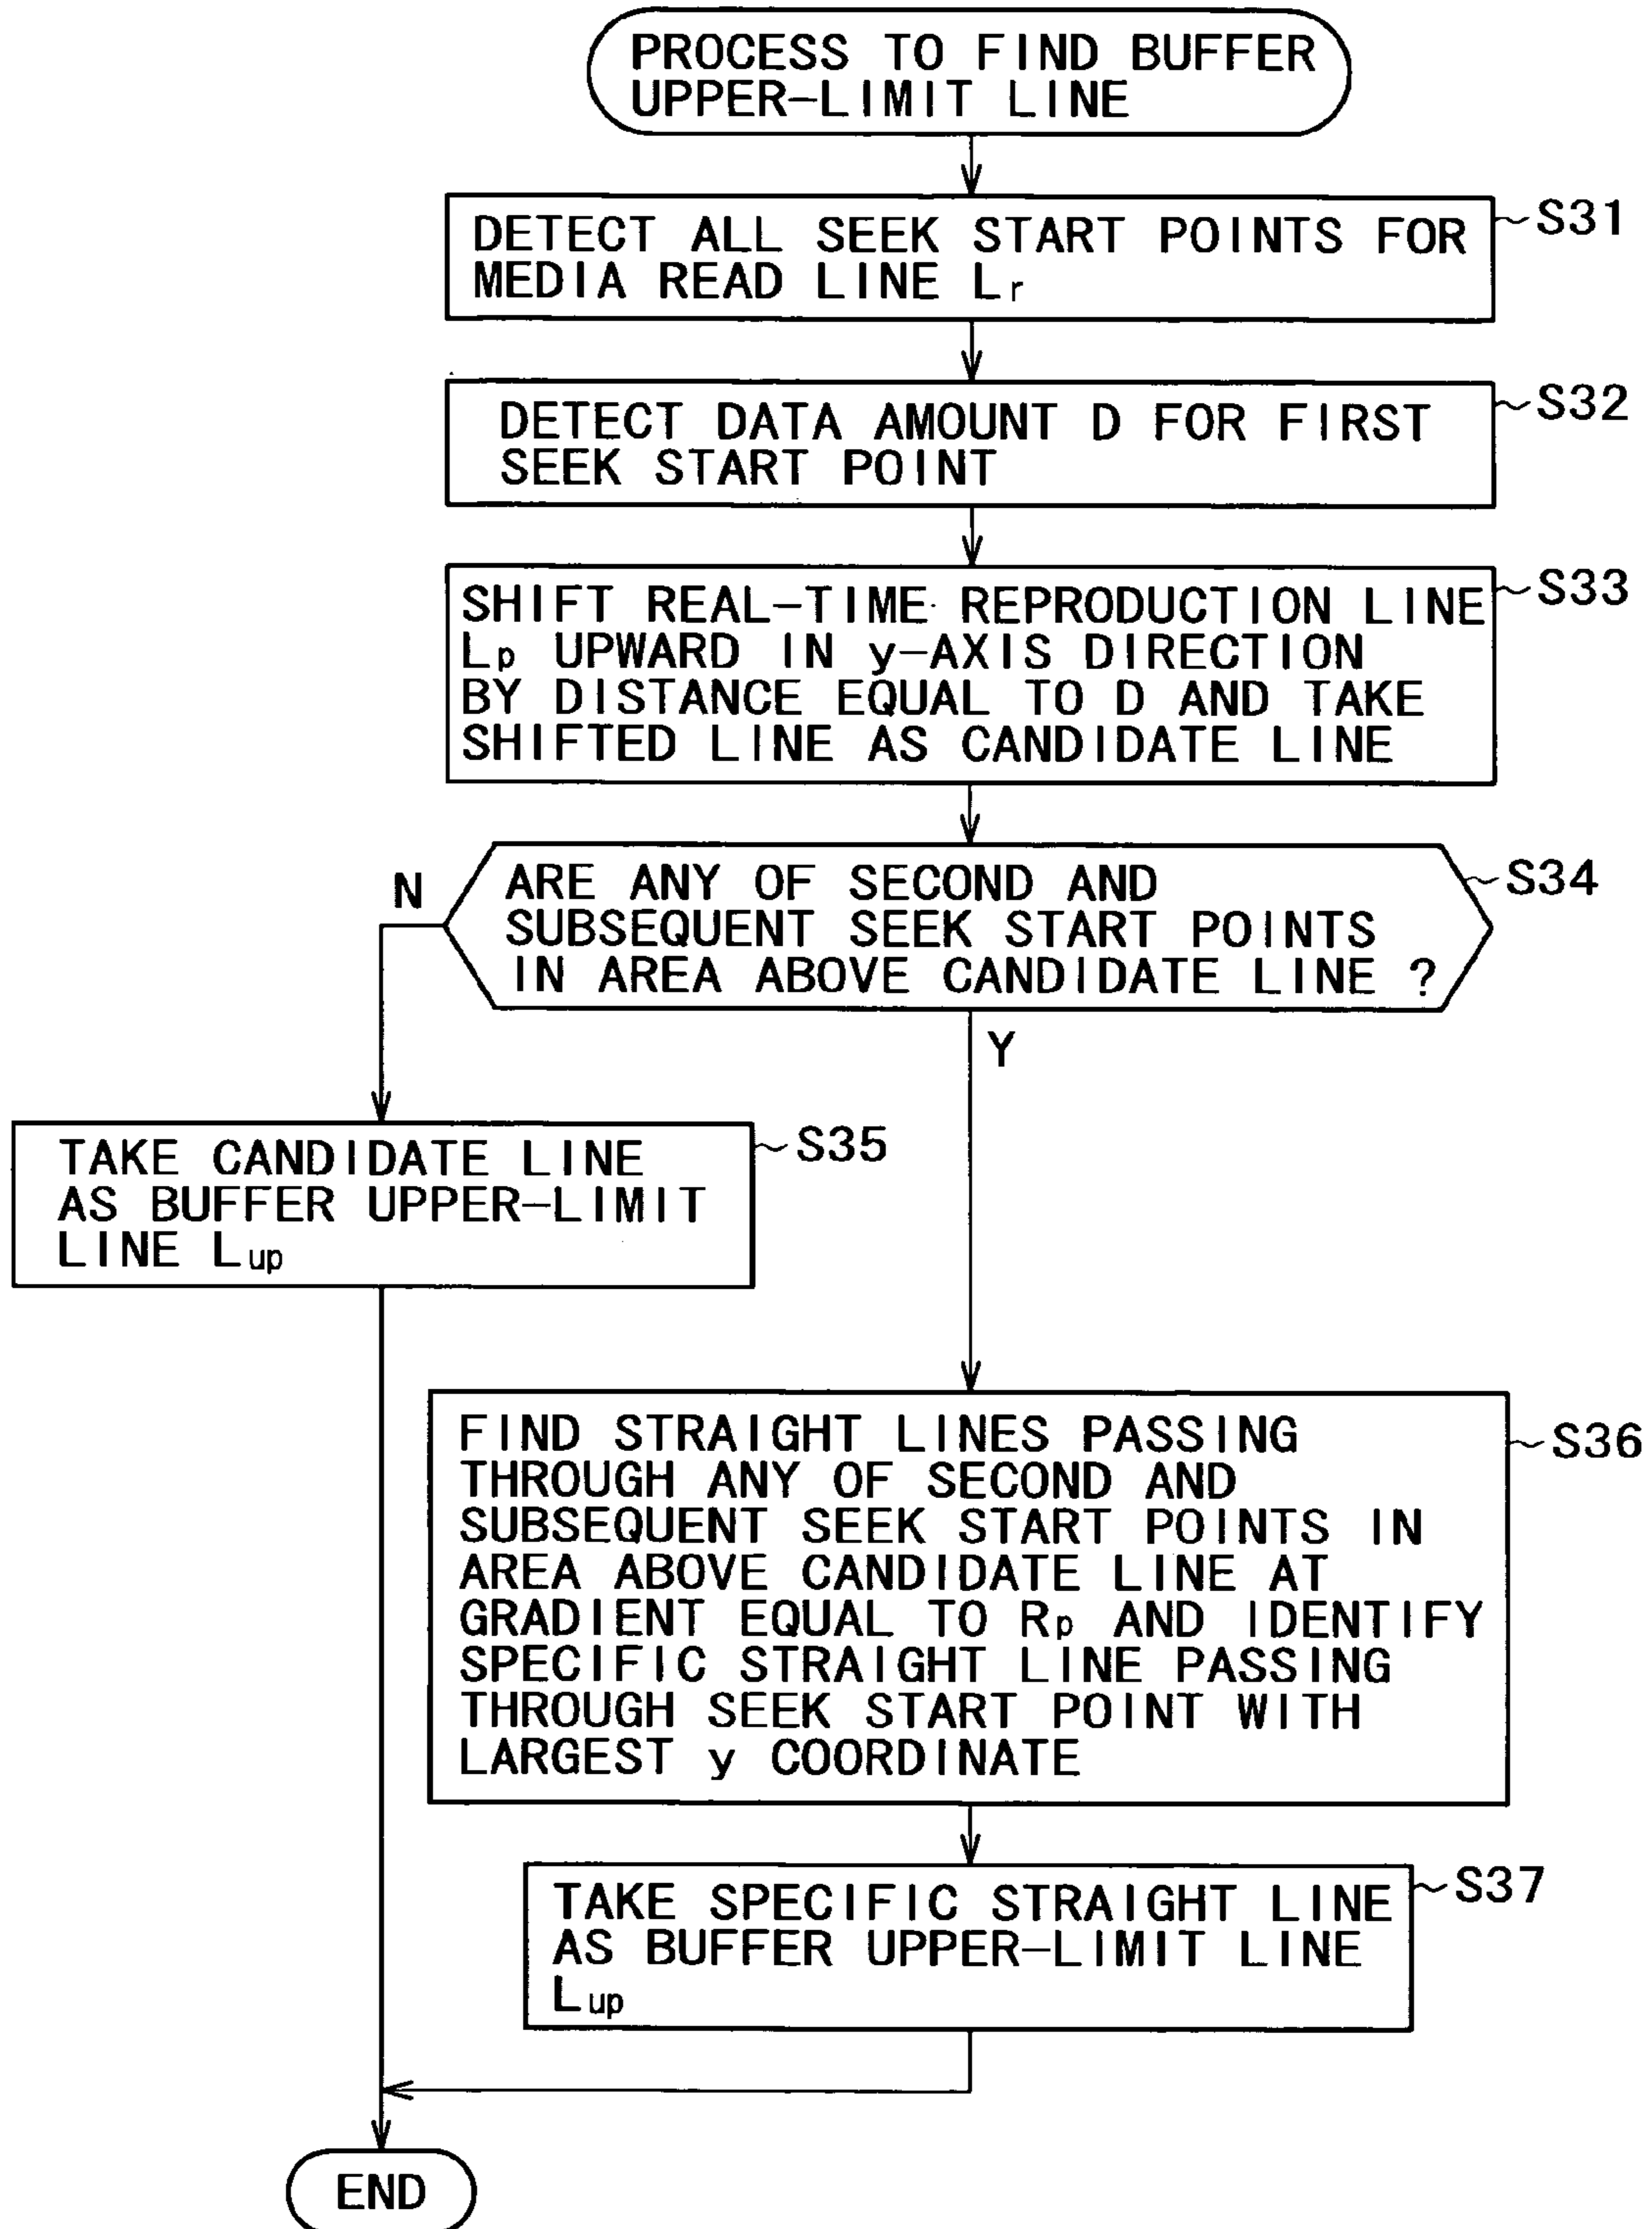 PROCESS TO FIND BUFFER
UPPER-LIMIT LINE
DETECT ALL SEEK START POINTS FOR
MEDIA READ LINE Lr
S31
DETECT DATA AMOUNT D FOR FIRST
SEEK START POINT
S32
SHIFT REAL-TIME REPRODUCTION LINE
Lp UPWARD IN y-AXIS DIRECTION
BY DISTANCE EQUAL TO D AND TAKE
SHIFTED LINE AS CANDIDATE LINE
S33
ARE ANY OF SECOND AND
SUBSEQUENT SEEK START POINTS
IN AREA ABOVE CANDIDATE LINE ?
S34
N
Y
TAKE CANDIDATE LINE
AS BUFFER UPPER-LIMIT
LINE Lup
S35
FIND STRAIGHT LINES PASSING
THROUGH ANY OF SECOND AND
SUBSEQUENT SEEK START POINTS IN
AREA ABOVE CANDIDATE LINE AT
GRADIENT EQUAL TO Rp AND IDENTIFY
SPECIFIC STRAIGHT LINE PASSING
THROUGH SEEK START POINT WITH
LARGEST y COORDINATE
S36
TAKE SPECIFIC STRAIGHT LINE
AS BUFFER UPPER-LIMIT LINE
Lup
S37
END